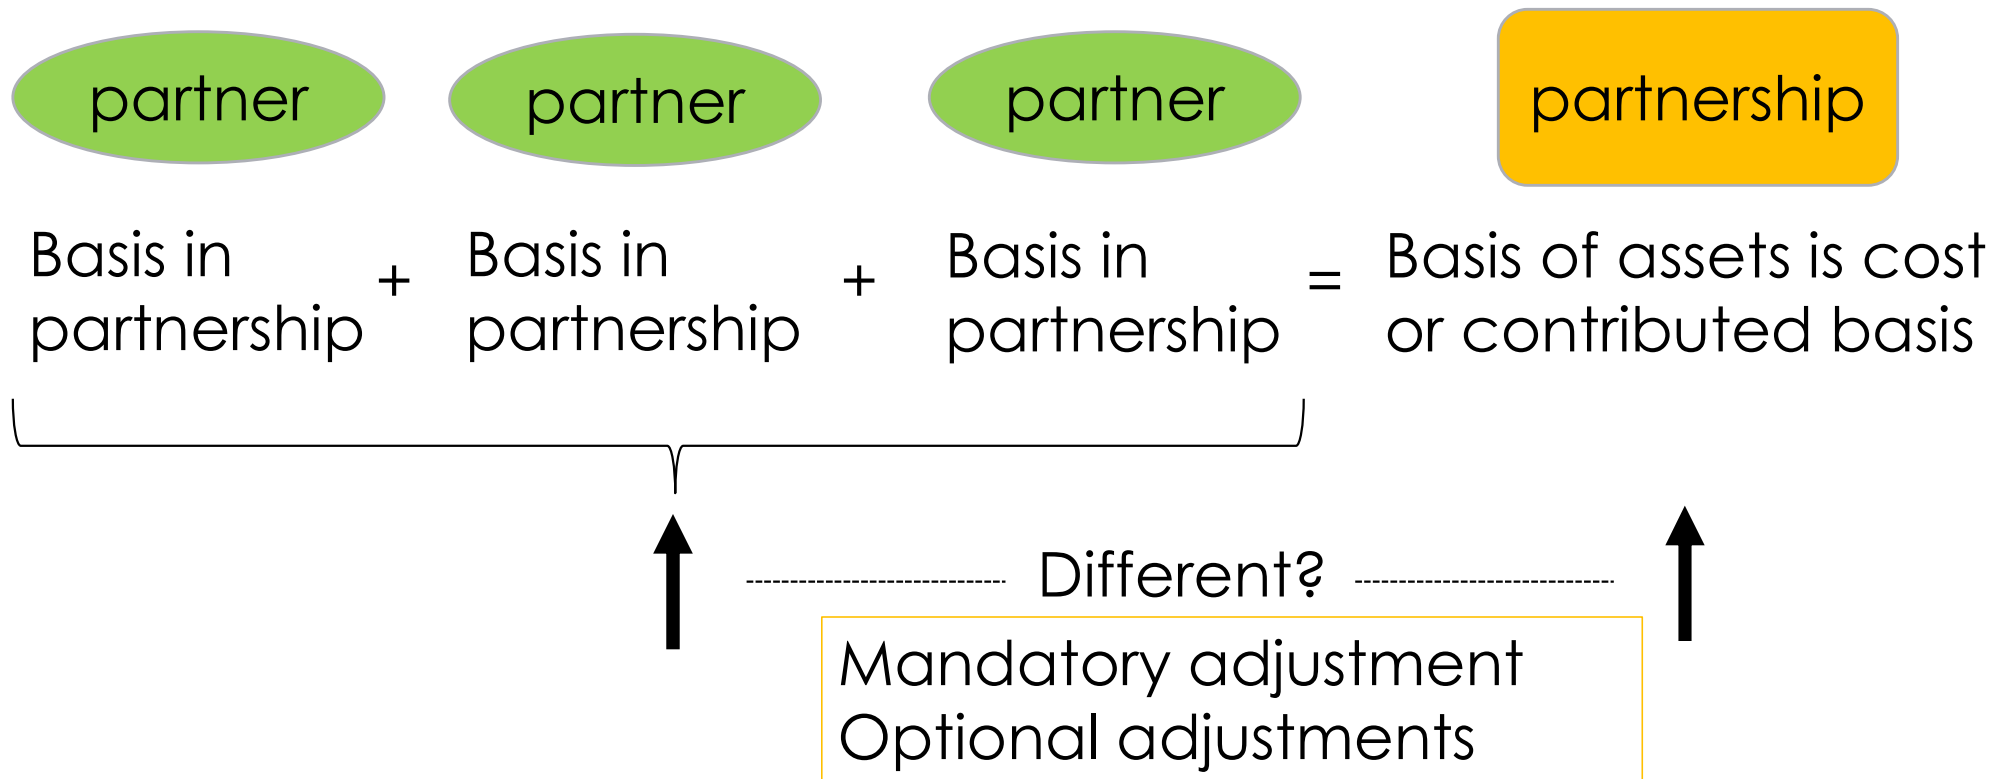 partner
partner
partner
partnership
Basis in
partnership
+
Basis in
partnership
+
Basis in
partnership
=
Basis of assets is cost
or contributed basis
Different?
Mandatory adjustment
Optional adjustments